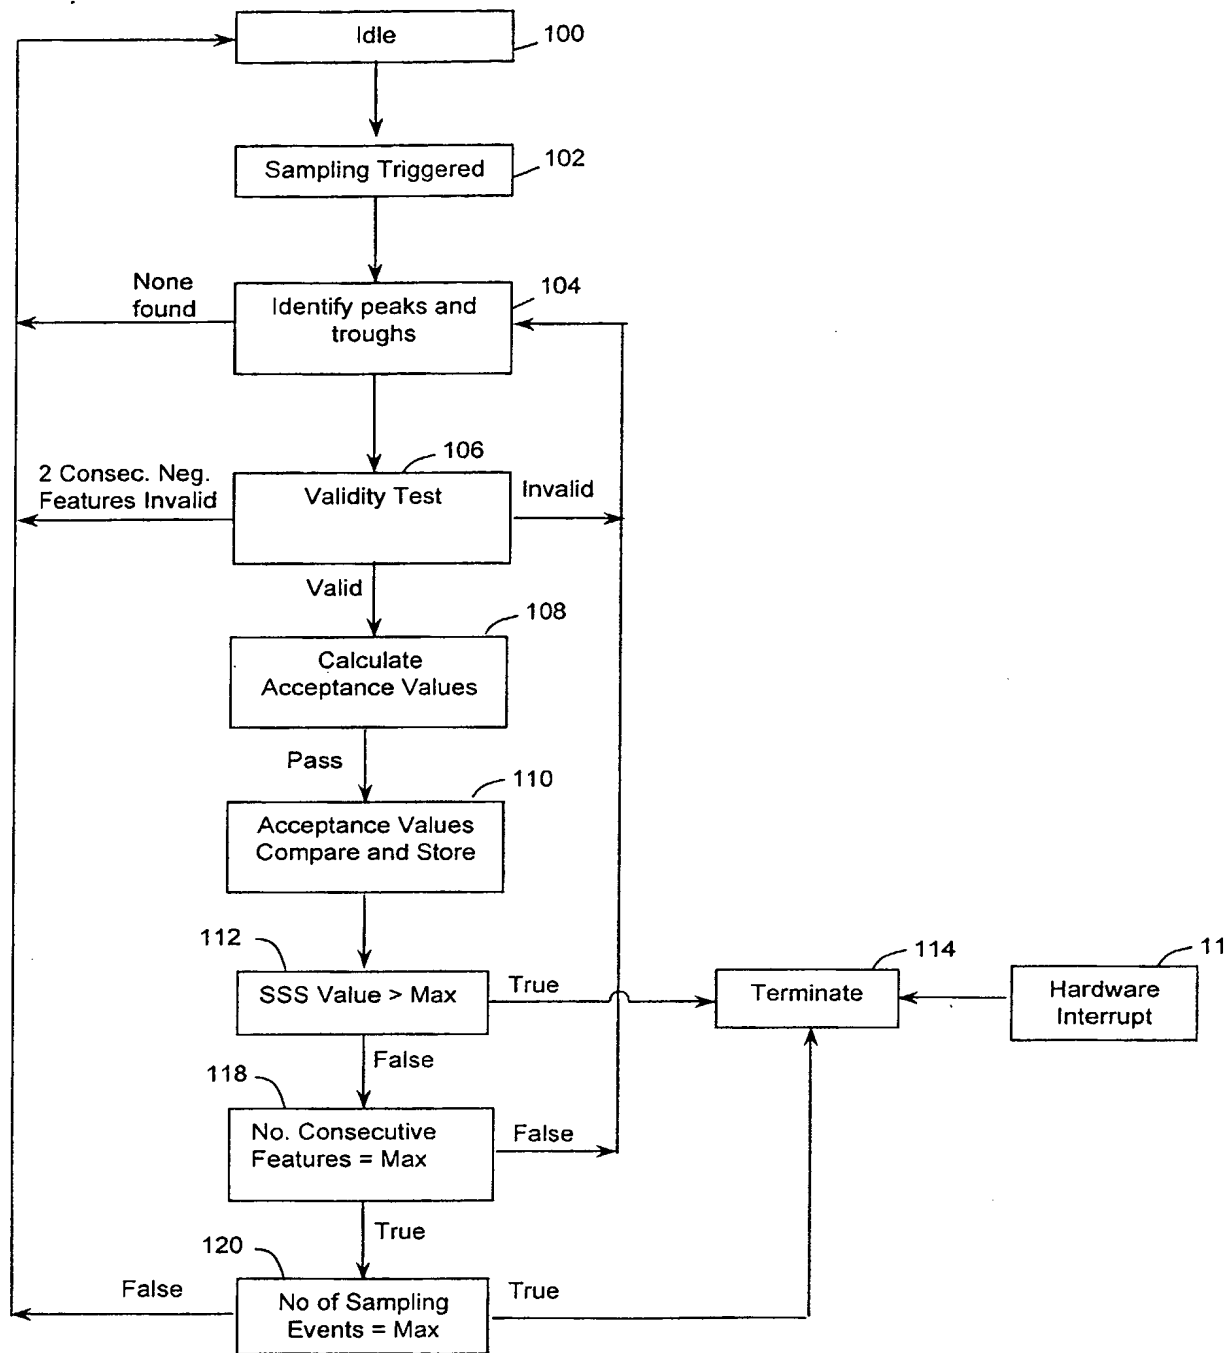 Idle
100
Sampling Triggered
102
None
found
Identify peaks and
troughs
104
2 Consec. Neg.
Features Invalid
106
Validity Test
Invalid
Valid
108
Calculate
Acceptance Values
Pass
110
Acceptance Values
Compare and Store
112
SSS Value > Max
True
114
Terminate
11
Hardware
Interrupt
False
118
No. Consecutive
Features = Max
False
True
120
False
No of Sampling
Events = Max
True